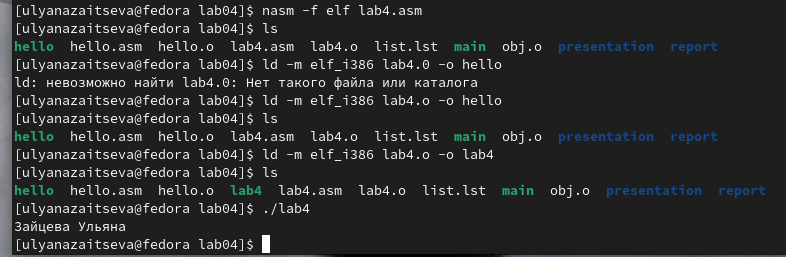 [ulyanazaitseva@fedora lab04]$ nasm -f elf lab4.asm
[ulyanazaitseva@fedora lab04]$ ls
hello  hello.asm  hello.o  lab4.asm  lab4.o  list.lst  main  obj.o  presentation  report
[ulyanazaitseva@fedora lab04]$ ld -m elf_i386 lab4.0 -o hello
ld: невозможно найти lab4.0: Нет такого файла или каталога
[ulyanazaitseva@fedora lab04]$ ld -m elf_i386 lab4.o -o hello
[ulyanazaitseva@fedora lab04]$ ls
hello  hello.asm  hello.o  lab4.asm  lab4.o  list.lst  main  obj.o  presentation  report
[ulyanazaitseva@fedora lab04]$ ld -m elf_i386 lab4.o -o lab4
[ulyanazaitseva@fedora lab04]$ ls
hello  hello.asm  hello.o  lab4  lab4.asm  lab4.o  list.lst  main  obj.o  presentation  report
[ulyanazaitseva@fedora lab04]$ ./lab4
Зайцева Ульяна
[ulyanazaitseva@fedora lab04]$